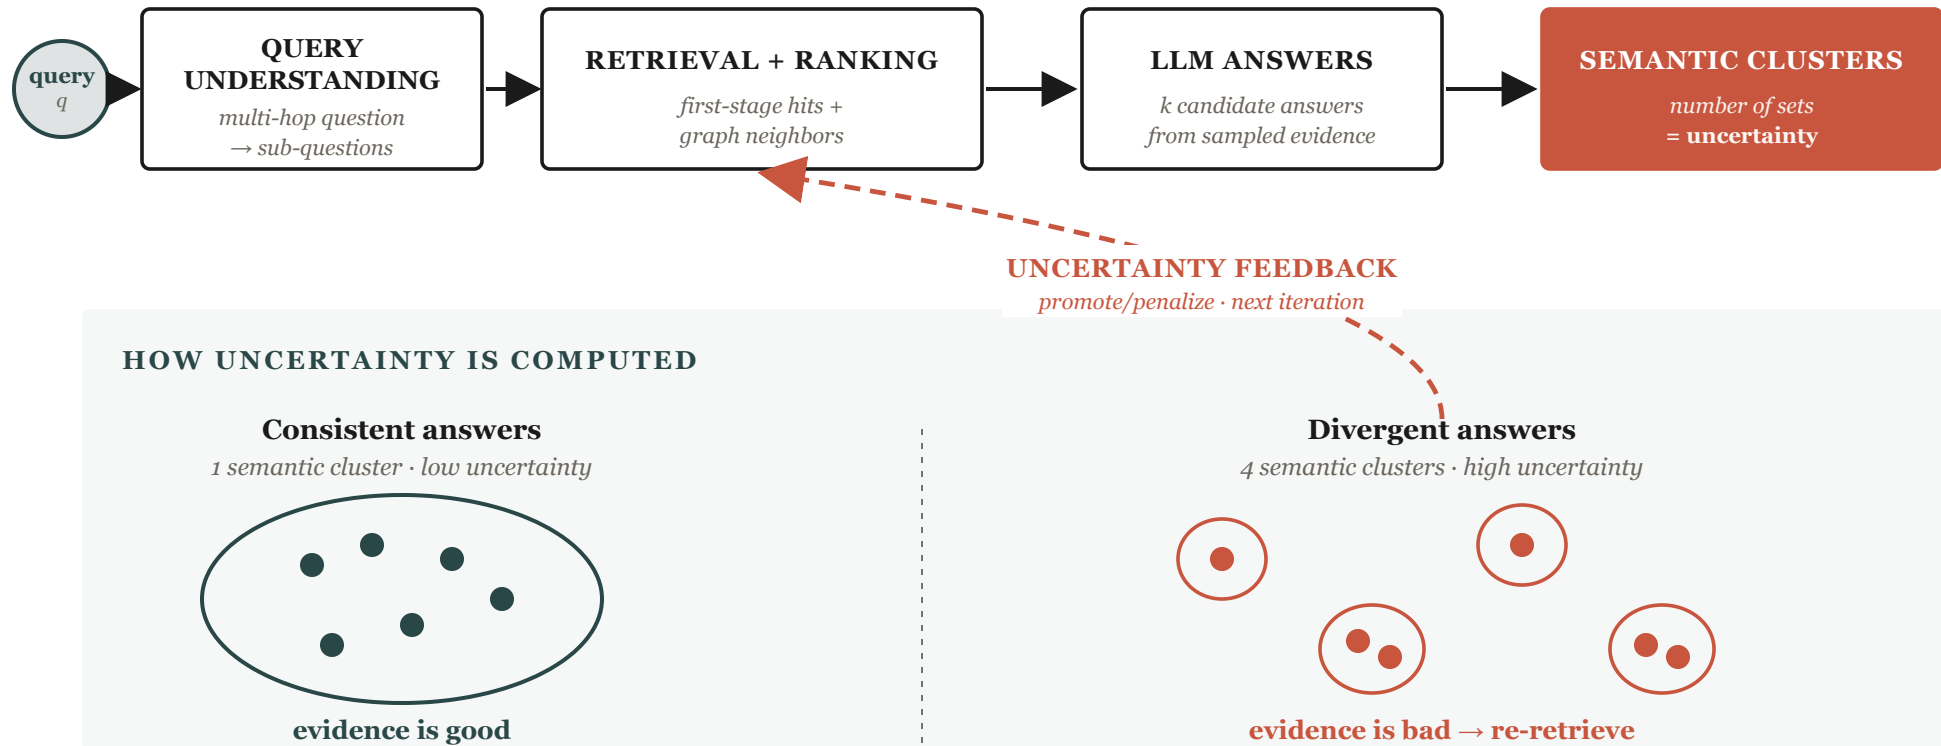 query
q
QUERY
UNDERSTANDING
multi-hop question
→ sub-questions
RETRIEVAL + RANKING
first-stage hits +
graph neighbors
LLM ANSWERS
k candidate answers
from sampled evidence
SEMANTIC CLUSTERS
number of sets
= uncertainty
UNCERTAINTY FEEDBACK
promote/penalize · next iteration
HOW UNCERTAINTY IS COMPUTED
Consistent answers
1 semantic cluster · low uncertainty
evidence is good
Divergent answers
4 semantic clusters · high uncertainty
evidence is bad → re-retrieve